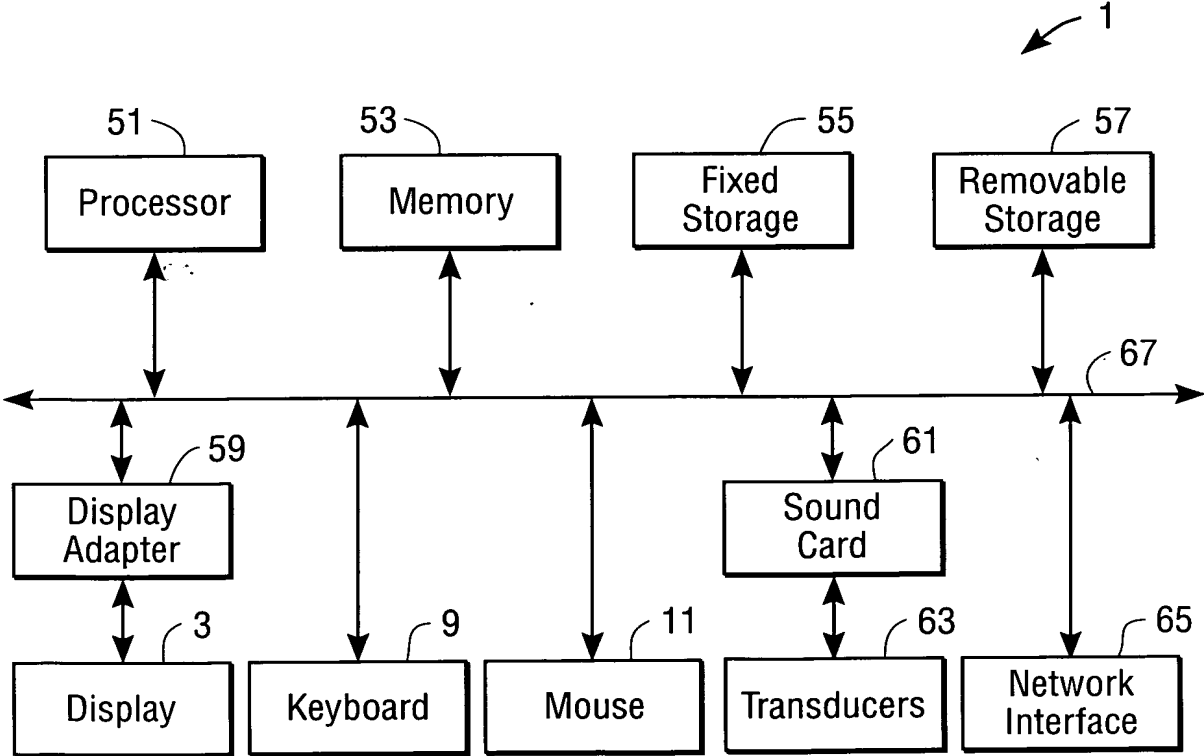 1
51
53
55
57
Processor
Memory
Fixed
Storage
Removable
Storage
67
59
61
Display
Adapter
Sound
Card
3
9
11
63
65
Display
Keyboard
Mouse
Transducers
Network
Interface